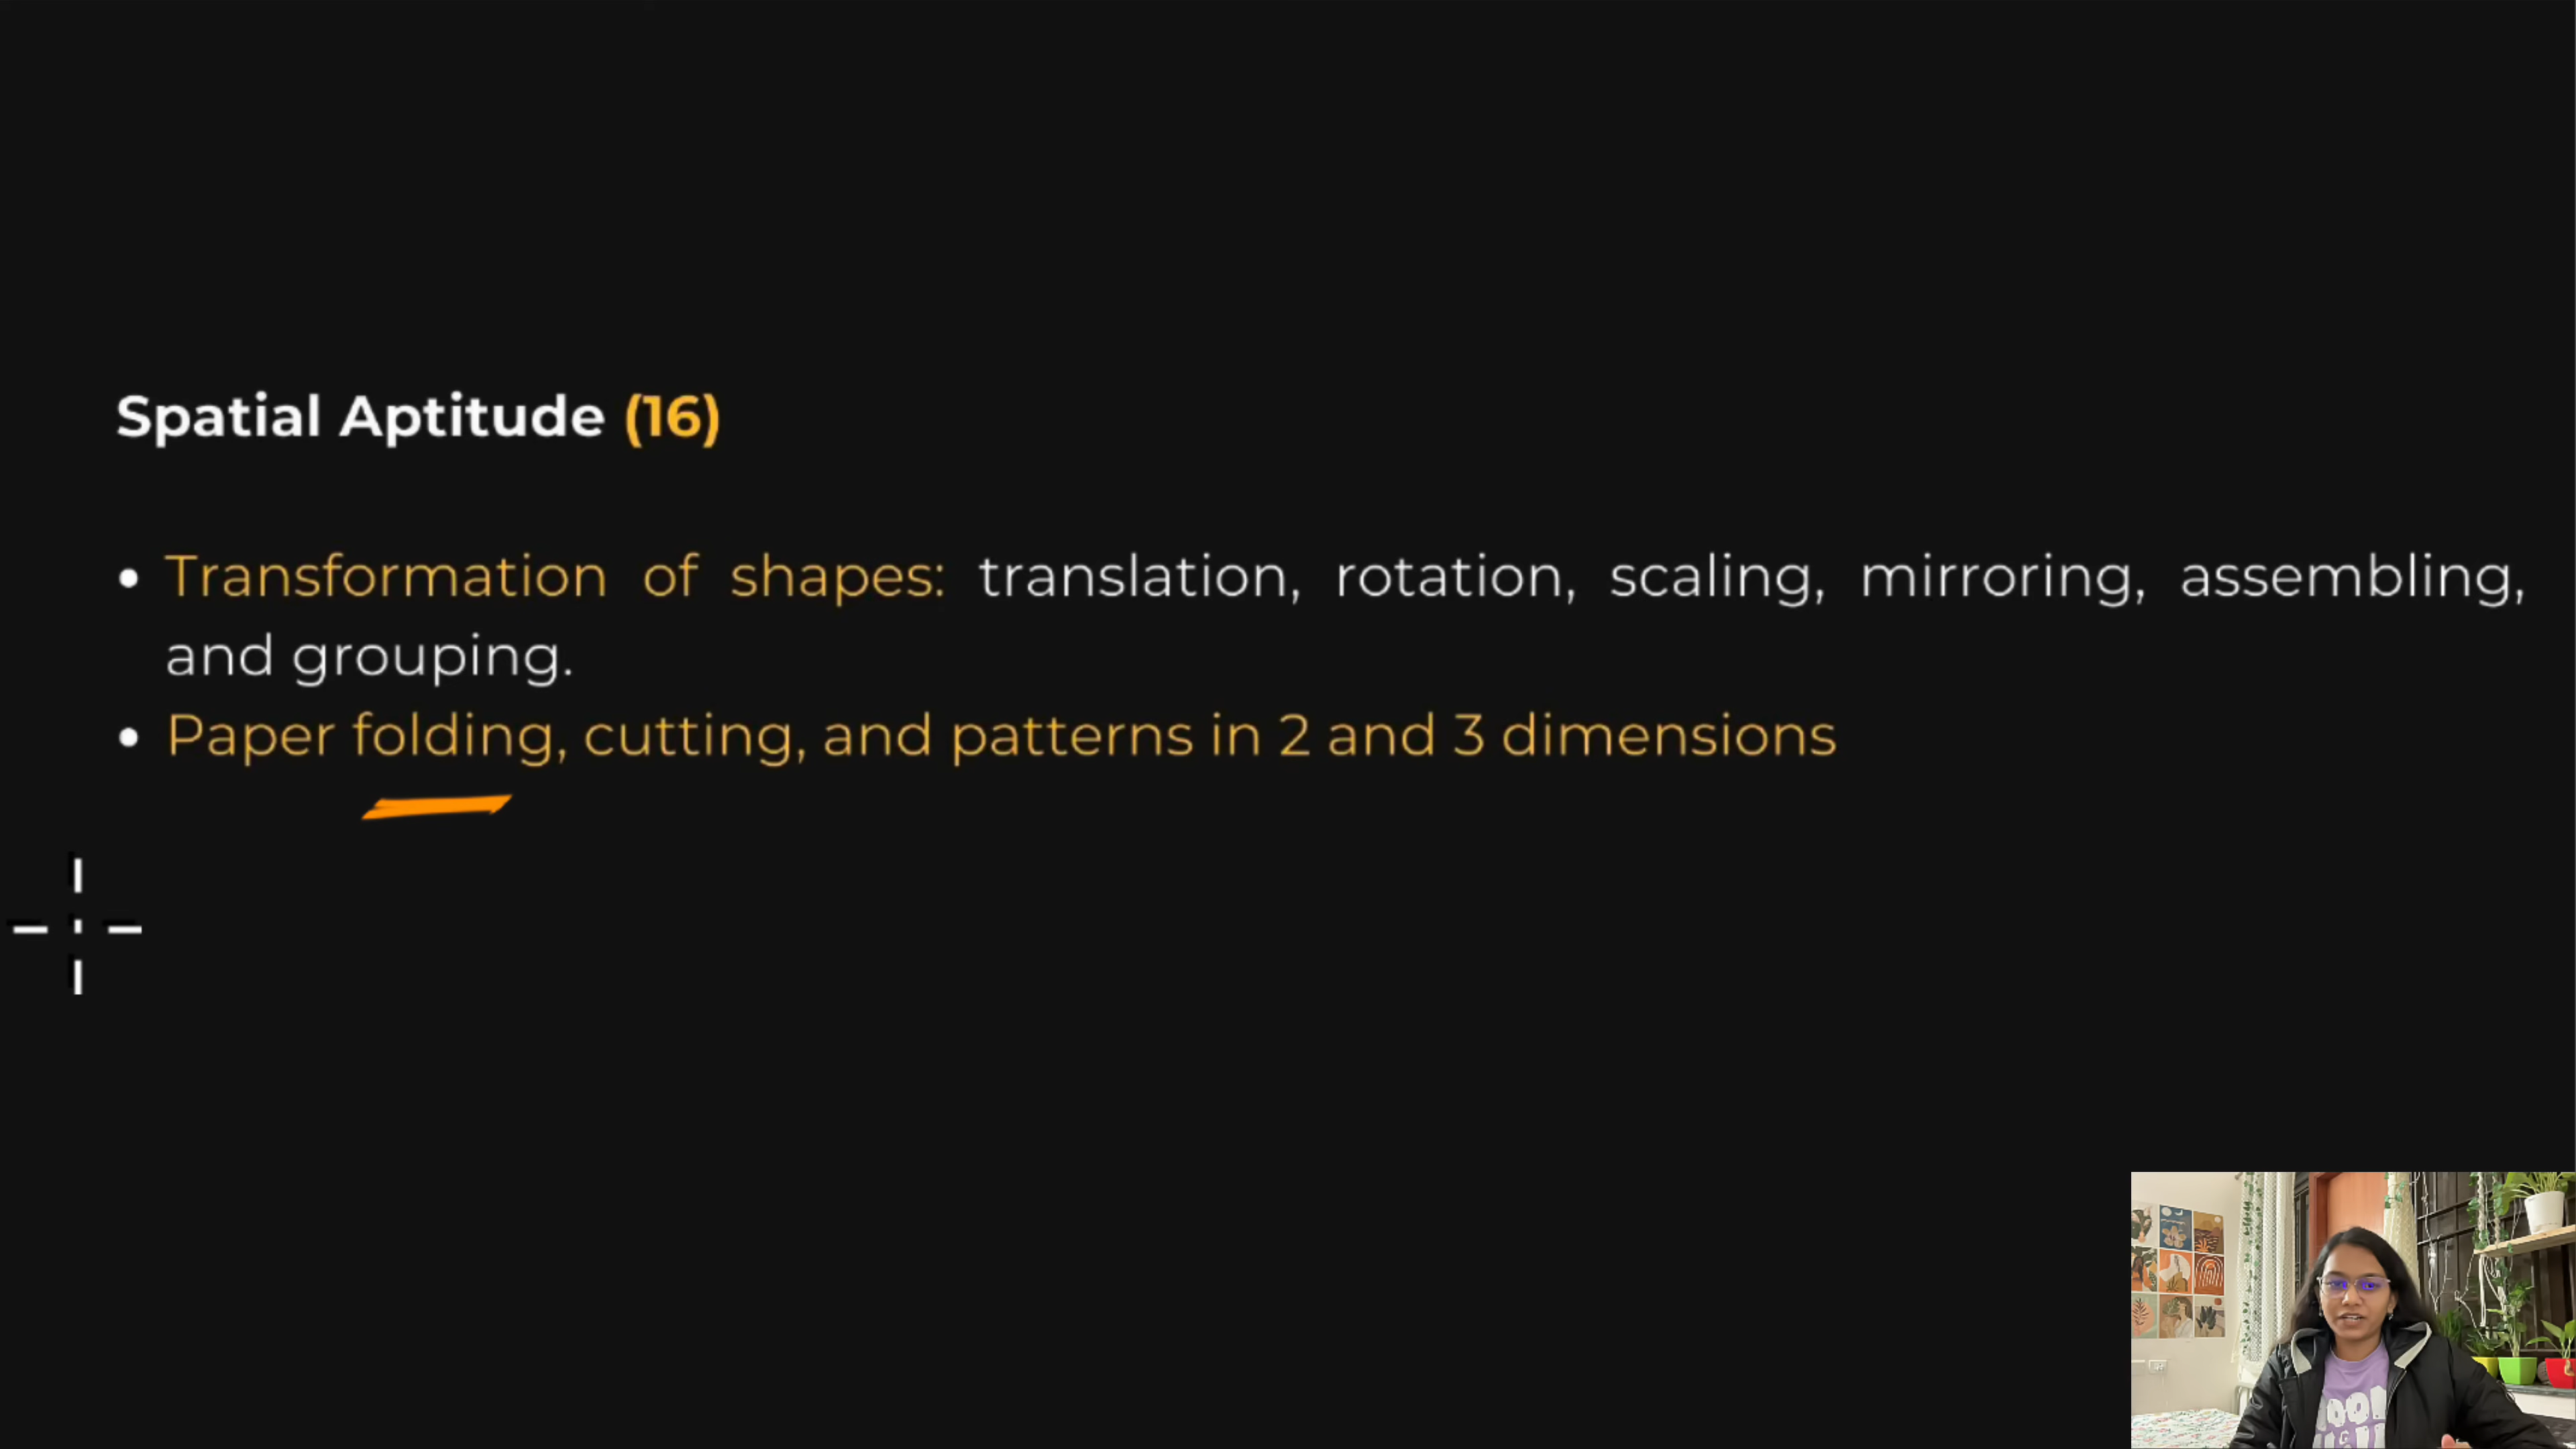 Spatial Aptitude (16)
• Transformation of shapes: translation, rotation, scaling, mirroring, assembling,
and grouping.
• Paper folding, cutting, and patterns in 2 and 3 dimensions